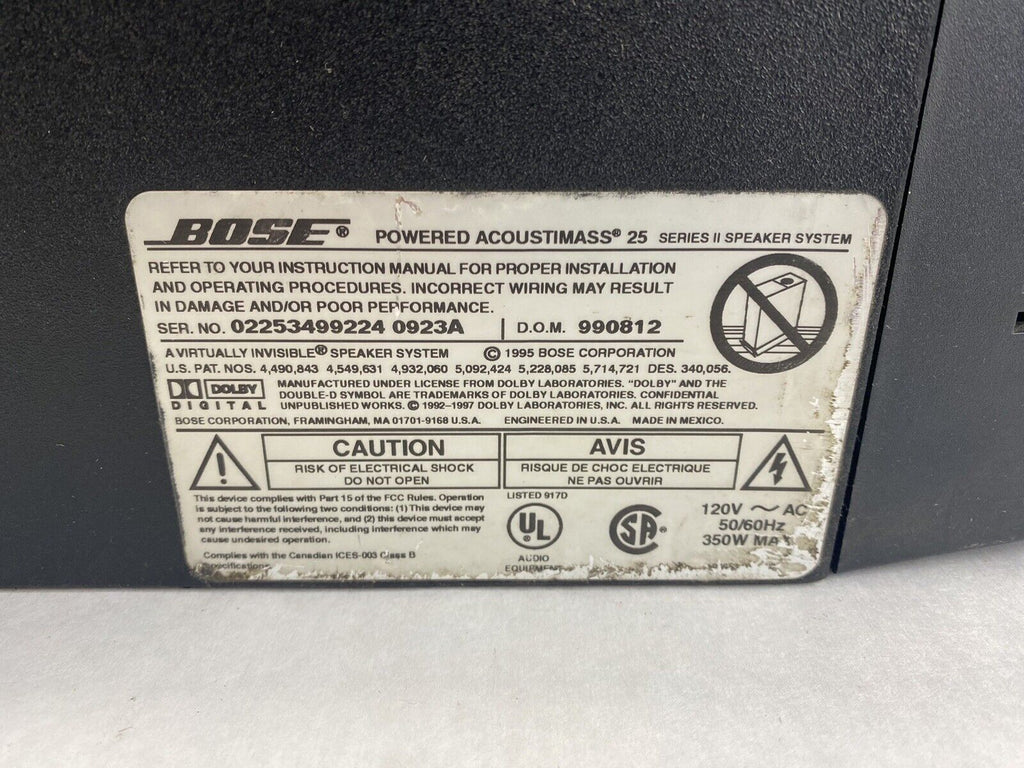 BOSE® POWERED ACOUSTIMASS® 25 SERIES II SPEAKER SYSTEM
REFER TO YOUR INSTRUCTION MANUAL FOR PROPER INSTALLATION
AND OPERATING PROCEDURES. INCORRECT WIRING MAY RESULT
IN DAMAGE AND/OR POOR PERFORMANCE.
SER. NO. 02253499224 0923A | D.O.M. 990812
A VIRTUALLY INVISIBLE® SPEAKER SYSTEM © 1995 BOSE CORPORATION
U.S. PAT. NOS. 4,490,843 4,549,631 4,932,060 5,092,424 5,228,085 5,714,721 DES. 340,056.
DOLBY
DIGITAL
MANUFACTURED UNDER LICENSE FROM DOLBY LABORATORIES. "DOLBY" AND THE
DOUBLE-D SYMBOL ARE TRADEMARKS OF DOLBY LABORATORIES. CONFIDENTIAL
UNPUBLISHED WORKS. © 1992-1997 DOLBY LABORATORIES, INC. ALL RIGHTS RESERVED.
BOSE CORPORATION, FRAMINGHAM, MA 01701-9168 U.S.A. ENGINEERED IN U.S.A. MADE IN MEXICO.
CAUTION
RISK OF ELECTRICAL SHOCK
DO NOT OPEN
AVIS
RISQUE DE CHOC ELECTRIQUE
NE PAS OUVRIR
This device complies with Part 15 of the FCC Rules. Operation
is subject to the following two conditions: (1) This device may
not cause harmful interference, and (2) this device must accept
any interference received, including interference which may
cause undesired operation.
Complies with the Canadian ICES-003 Class B
Specifications
LISTED 917D
UL®
AUDIO
EQUIPMENT
SA®
120V ~ AC
50/60Hz
350W MAX